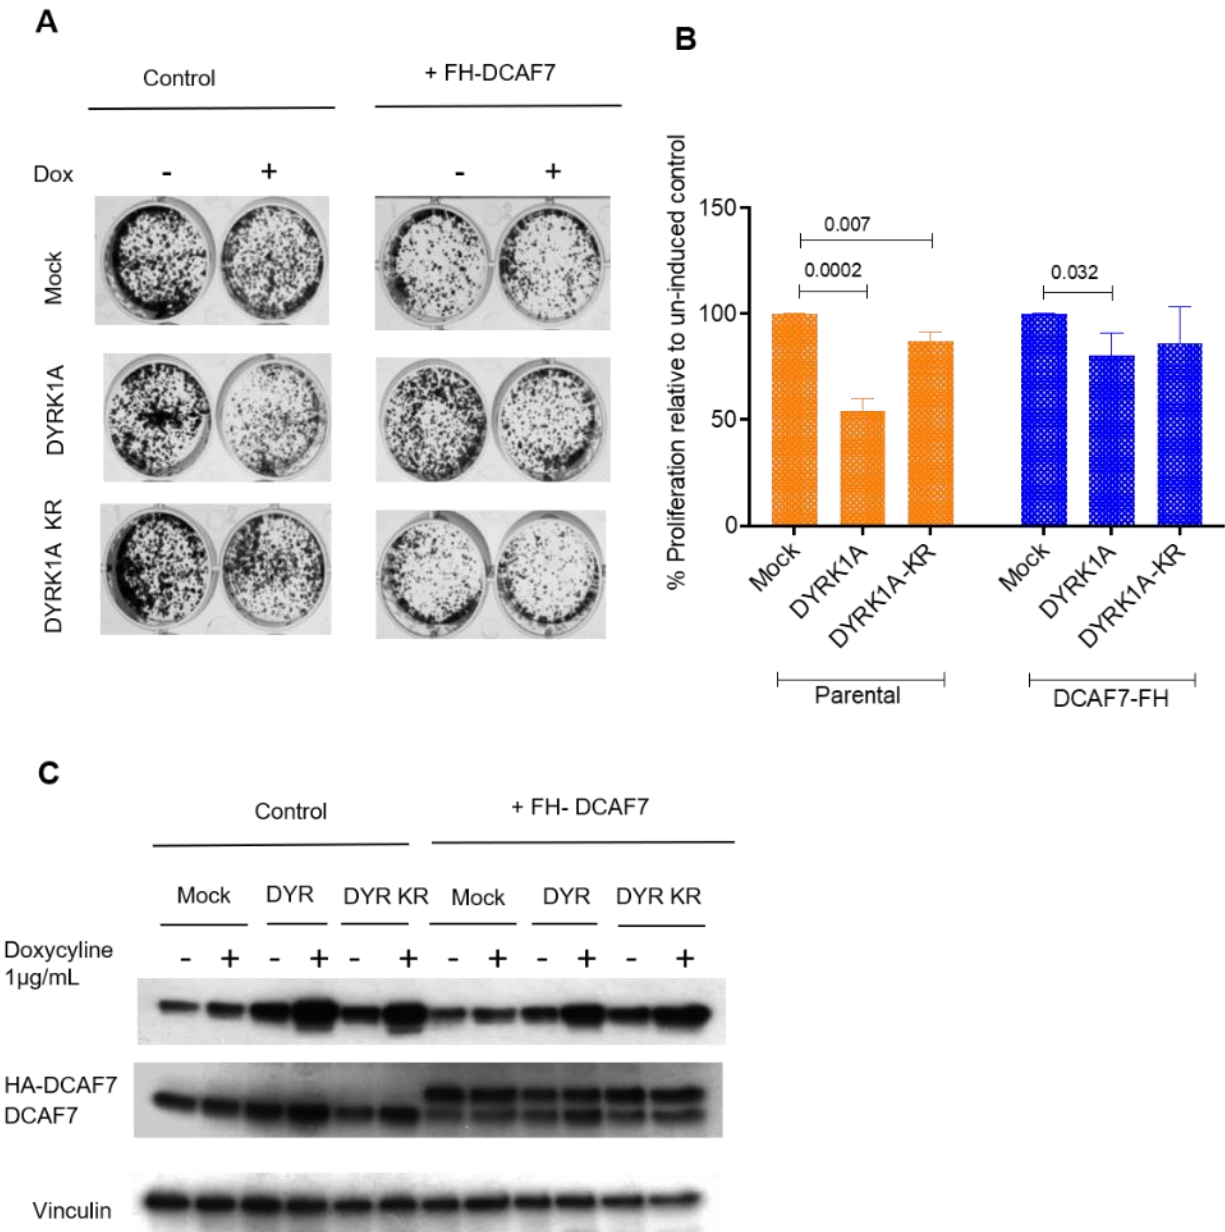 A
Control
+ FH-DCAF7
Dox
- + - +
Mock
DYRK1A
DYRK1A KR
B
% Proliferation relative to un-induced control
150
100
50
0
0.007
0.0002
0.032
Mock
DYRK1A
DYRK1A-KR
Mock
DYRK1A
DYRK1A-KR
Parental
DCAF7-FH
C
Control
+ FH- DCAF7
Mock DYR DYR KR Mock DYR DYR KR
Doxycyline
1µg/mL
- + - + - + - + - + - +
HA-DCAF7
DCAF7
Vinculin